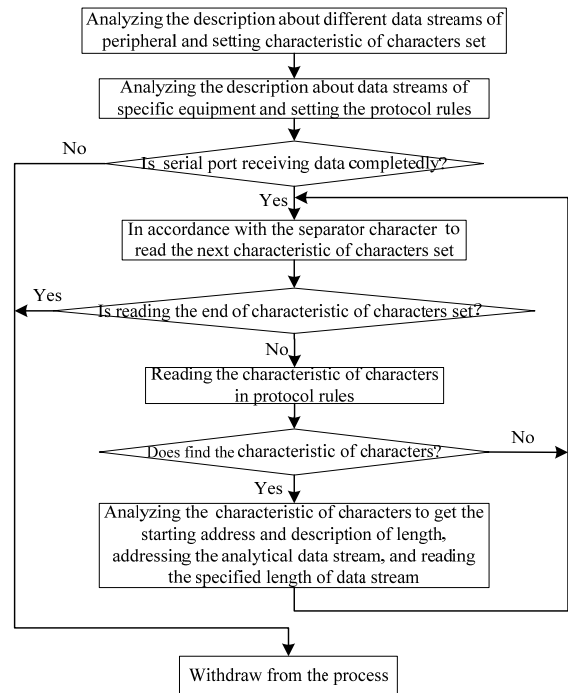 Analyzing the description about different data streams of
peripheral and setting characteristic of characters set
Analyzing the description about data streams of
specific equipment and setting the protocol rules
No
Is serial port receiving data completedly?
Yes
In accordance with the separator character to
read the next characteristic of characters set
Yes
Is reading the end of characteristic of characters set?
No
Reading the characteristic of characters
in protocol rules
Does find the characteristic of characters?
No
Yes
Analyzing the characteristic of characters to get the
starting address and description of length,
addressing the analytical data stream, and reading
the specified length of data stream
Withdraw from the process